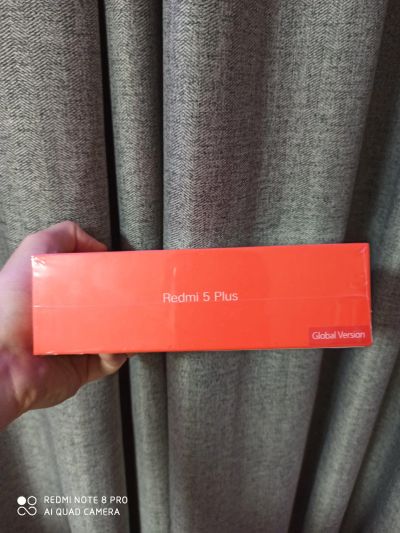 Redmi 5 Plus
Global Version
REDMI NOTE 8 PRO
AI QUAD CAMERA